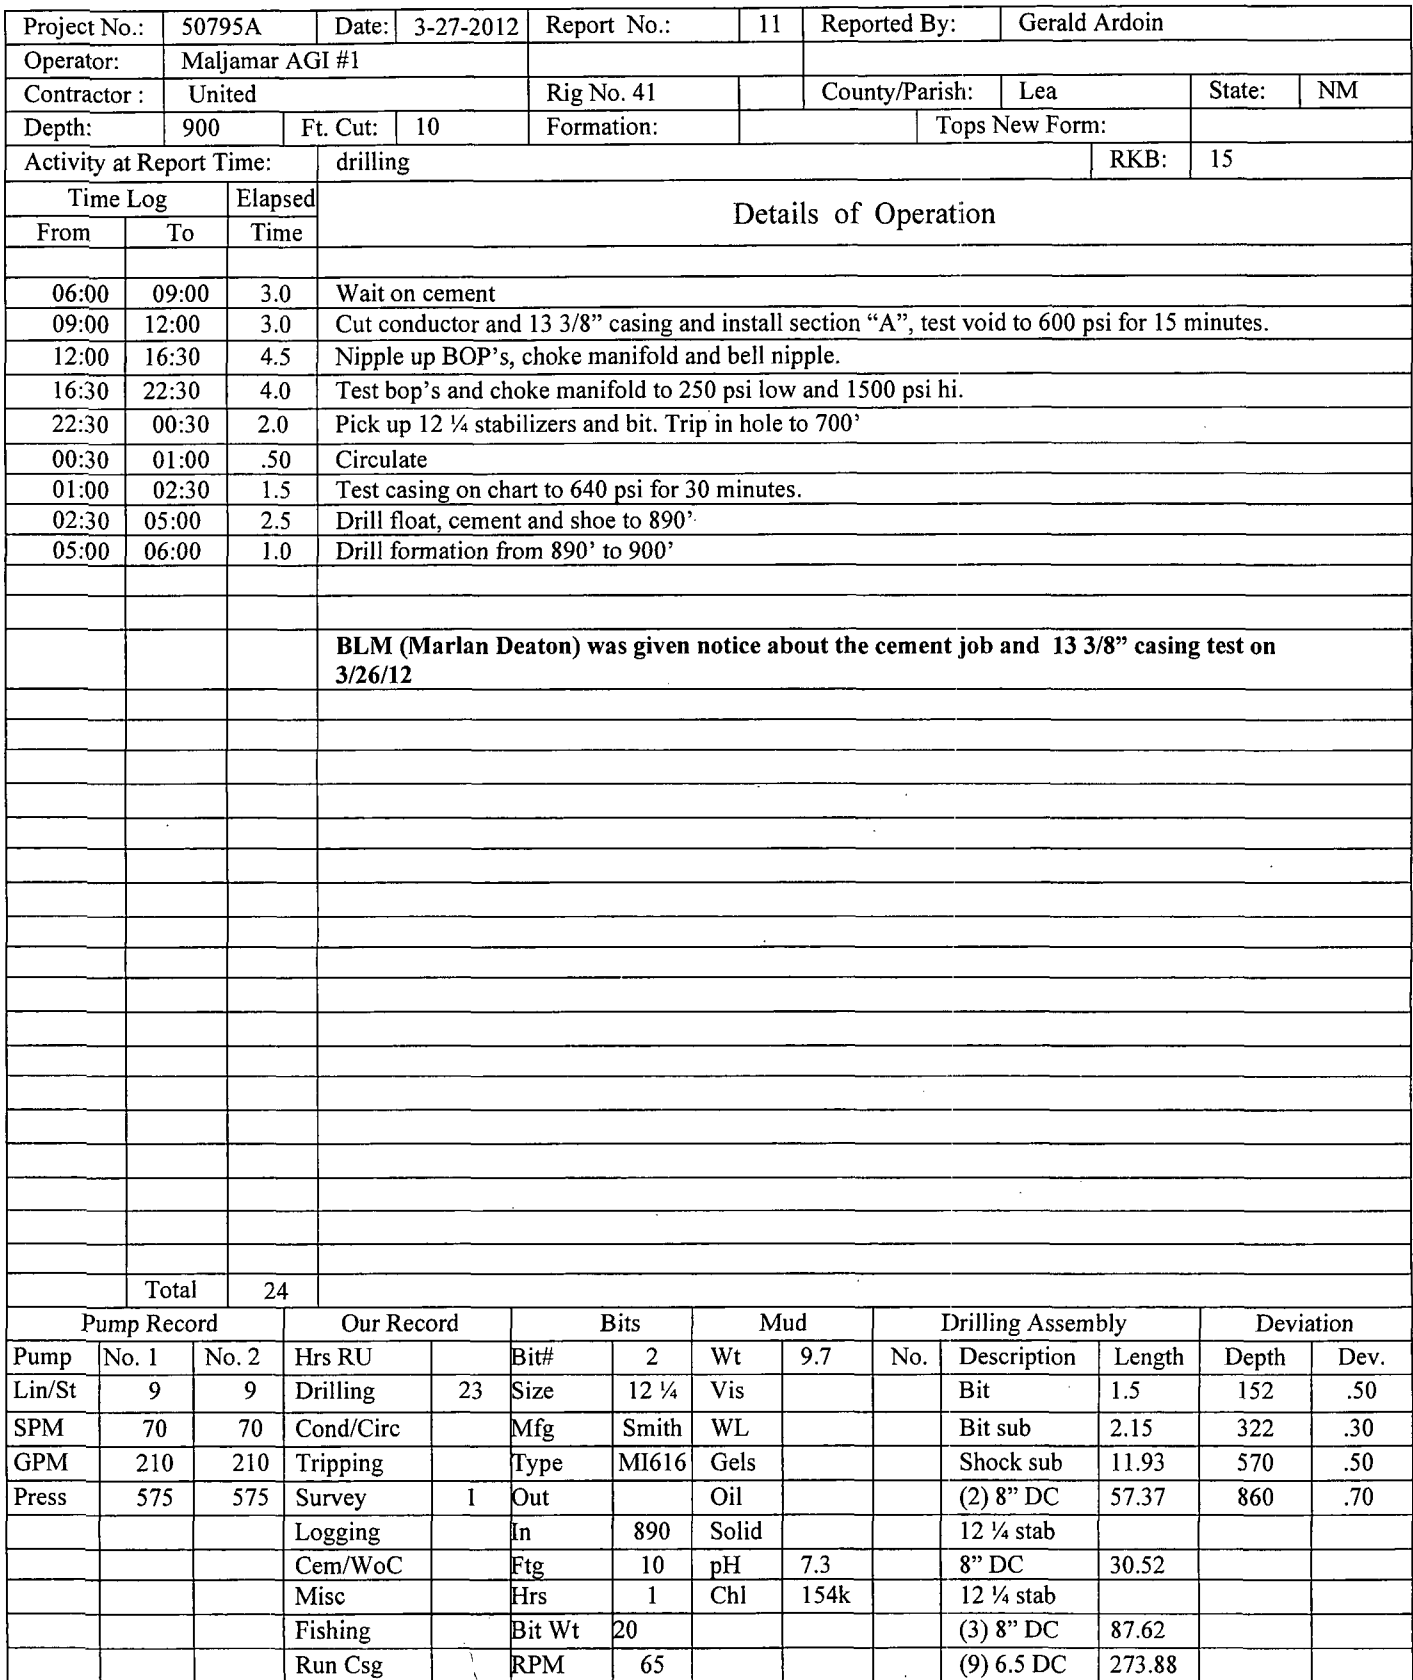 Project No.: 50795A Date: 3-27-2012 Report No.: 11 Reported By: Gerald Ardoin
Operator: Maljamar AGI #1
Contractor : United Rig No. 41 County/Parish: Lea State: NM
Depth: 900 Ft. Cut: 10 Formation: Tops New Form:
Activity at Report Time: drilling RKB: 15
Time Log Elapsed Details of Operation
From To Time
06:00 09:00 3.0 Wait on cement
09:00 12:00 3.0 Cut conductor and 13 3/8” casing and install section “A”, test void to 600 psi for 15 minutes.
12:00 16:30 4.5 Nipple up BOP’s, choke manifold and bell nipple.
16:30 22:30 4.0 Test bop’s and choke manifold to 250 psi low and 1500 psi hi.
22:30 00:30 2.0 Pick up 12 ¼ stabilizers and bit. Trip in hole to 700’
00:30 01:00 .50 Circulate
01:00 02:30 1.5 Test casing on chart to 640 psi for 30 minutes.
02:30 05:00 2.5 Drill float, cement and shoe to 890’
05:00 06:00 1.0 Drill formation from 890’ to 900’
BLM (Marlan Deaton) was given notice about the cement job and 13 3/8” casing test on
3/26/12
Total 24
Pump Record Our Record Bits Mud Drilling Assembly Deviation
Pump No. 1 No. 2 Hrs RU Bit# 2 Wt 9.7 No. Description Length Depth Dev.
Lin/St 9 9 Drilling 23 Size 12 ¼ Vis Bit 1.5 152 .50
SPM 70 70 Cond/Circ Mfg Smith WL Bit sub 2.15 322 .30
GPM 210 210 Tripping Type MI616 Gels Shock sub 11.93 570 .50
Press 575 575 Survey 1 Out Oil (2) 8” DC 57.37 860 .70
Logging In 890 Solid 12 ¼ stab
Cem/WoC Ftg 10 pH 7.3 8” DC 30.52
Misc Hrs 1 Chl 154k 12 ¼ stab
Fishing Bit Wt 20 (3) 8” DC 87.62
Run Csg RPM 65 (9) 6.5 DC 273.88